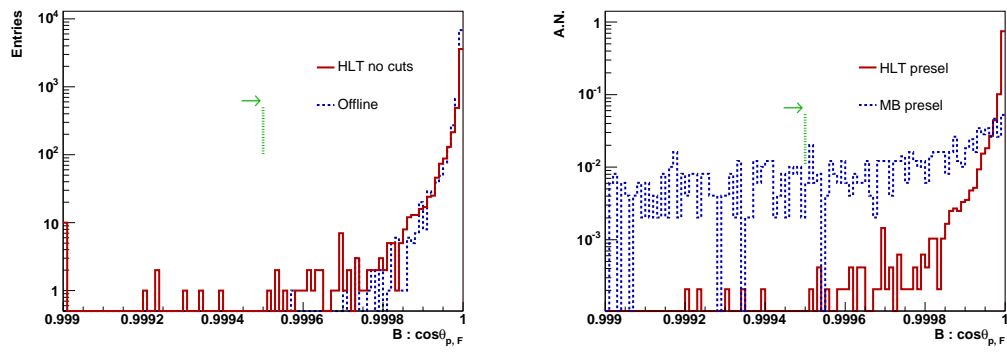 Entries
10⁴
10³
10²
10
1
HLT no cuts
Offline
0.999 0.9992 0.9994 0.9996 0.9998 1
B : cosθp, F
A.N.
1
10⁻¹
10⁻²
10⁻³
HLT presel
MB presel
0.999 0.9992 0.9994 0.9996 0.9998 1
B : cosθp, F